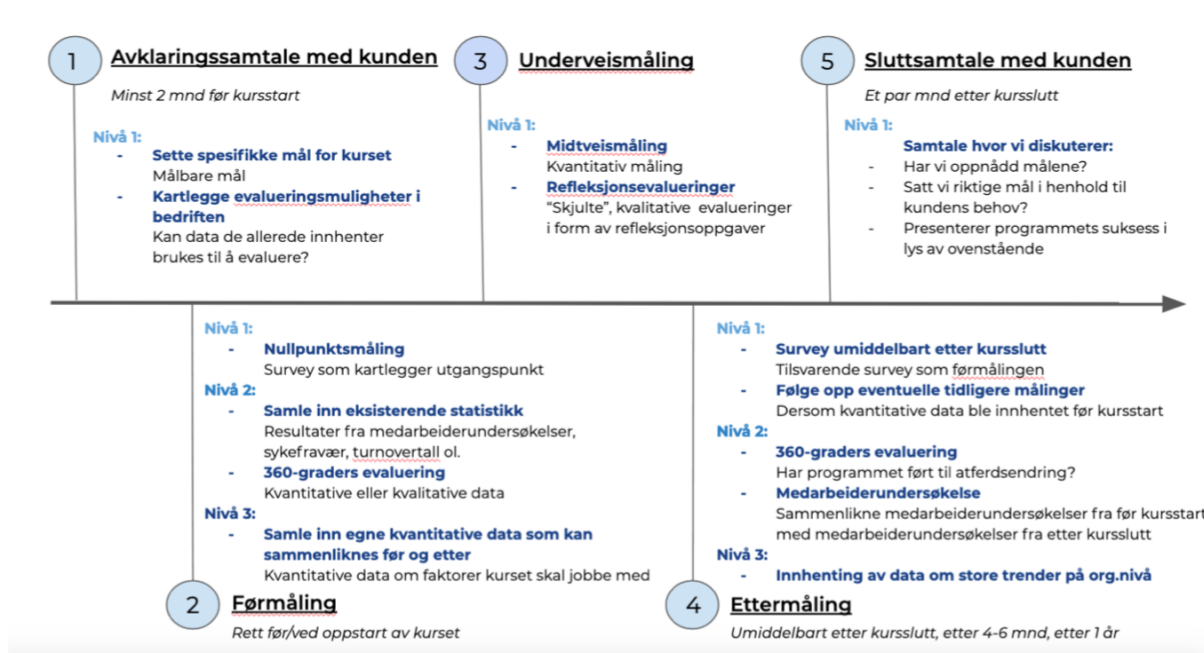 1
Avklaringssamtale med kunden
Minst 2 mnd før kursstart
Nivå 1:
- Sette spesifikke mål for kurset
Målbare mål
- Kartlegge evalueringsmuligheter i
bedriften
Kan data de allerede innhenter
brukes til å evaluere?
3
Underveismåling
Nivå 1:
- Midtveismåling
Kvantitativ måling
- Refleksjonsevalueringer
“Skjulte”, kvalitative evalueringer
i form av refleksjonsoppgaver
5
Sluttsamtale med kunden
Et par mnd etter kursslutt
Nivå 1:
Samtale hvor vi diskuterer:
- Har vi oppnådd målene?
- Satt vi riktige mål i henhold til
kundens behov?
- Presenterer programmets suksess i
lys av ovenstående
Nivå 1:
- Nullpunktsmåling
Survey som kartlegger utgangspunkt
Nivå 2:
- Samle inn eksisterende statistikk
Resultater fra medarbeiderundersøkelser,
sykefravær, turnovertall ol.
- 360-graders evaluering
Kvantitative eller kvalitative data
Nivå 3:
- Samle inn egne kvantitative data som kan
sammenliknes før og etter
Kvantitative data om faktorer kurset skal jobbe med
2
Førmåling
Rett før/ved oppstart av kurset
Nivå 1:
- Survey umiddelbart etter kursslutt
Tilsvarende survey som førmålingen
- Følge opp eventuelle tidligere målinger
Dersom kvantitative data ble innhentet før kursstart
Nivå 2:
- 360-graders evaluering
Har programmet ført til atferdsendring?
- Medarbeiderundersøkelse
Sammenlikne medarbeiderundersøkelser fra før kursstart
med medarbeiderundersøkelser fra etter kursslutt
Nivå 3:
- Innhenting av data om store trender på org.nivå
4
Ettermåling
Umiddelbart etter kursslutt, etter 4-6 mnd, etter 1 år